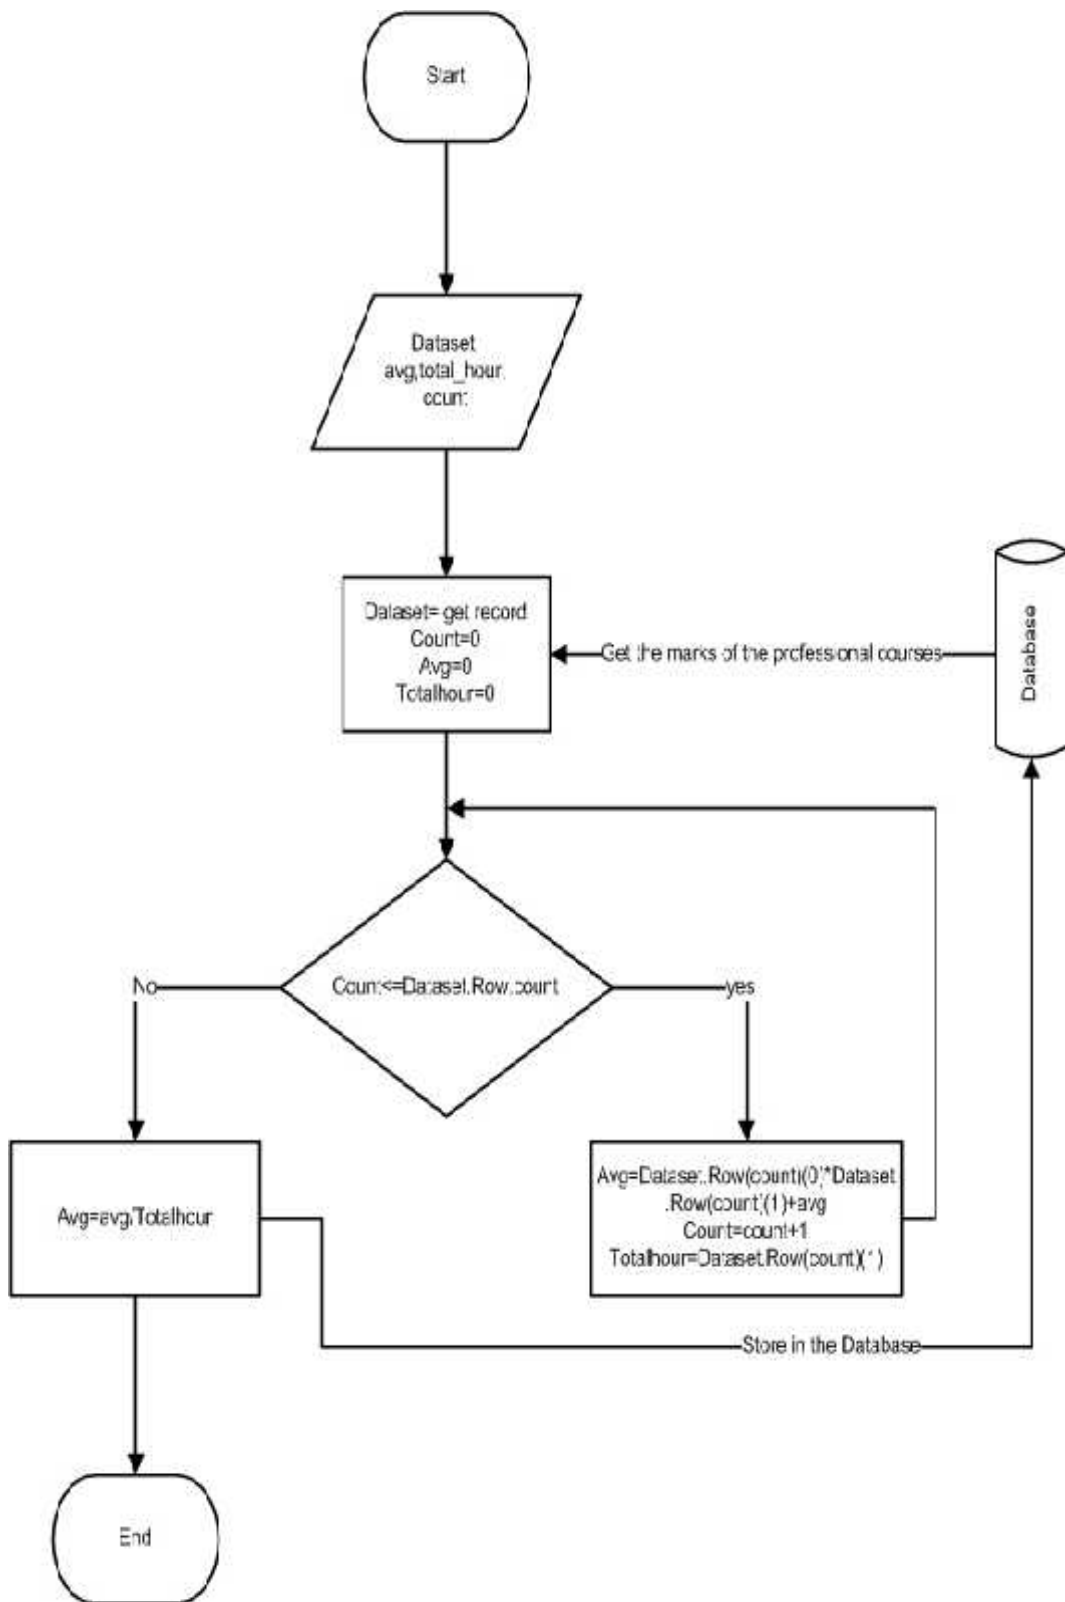 Start
Dataset
avg,total_hour,
count
Dataset= get record
Count=0
Avg=0
Totalhour=0
Get the marks of the professional courses
Database
Count<=Dataset.Row.count
No
yes
Avg=avg/Totalhour
Avg=Dataset.Row(count)(0)*Dataset
.Row(count)(1)+avg
Count=count+1
Totalhour=Dataset.Row(count)(1)
Store in the Database
End